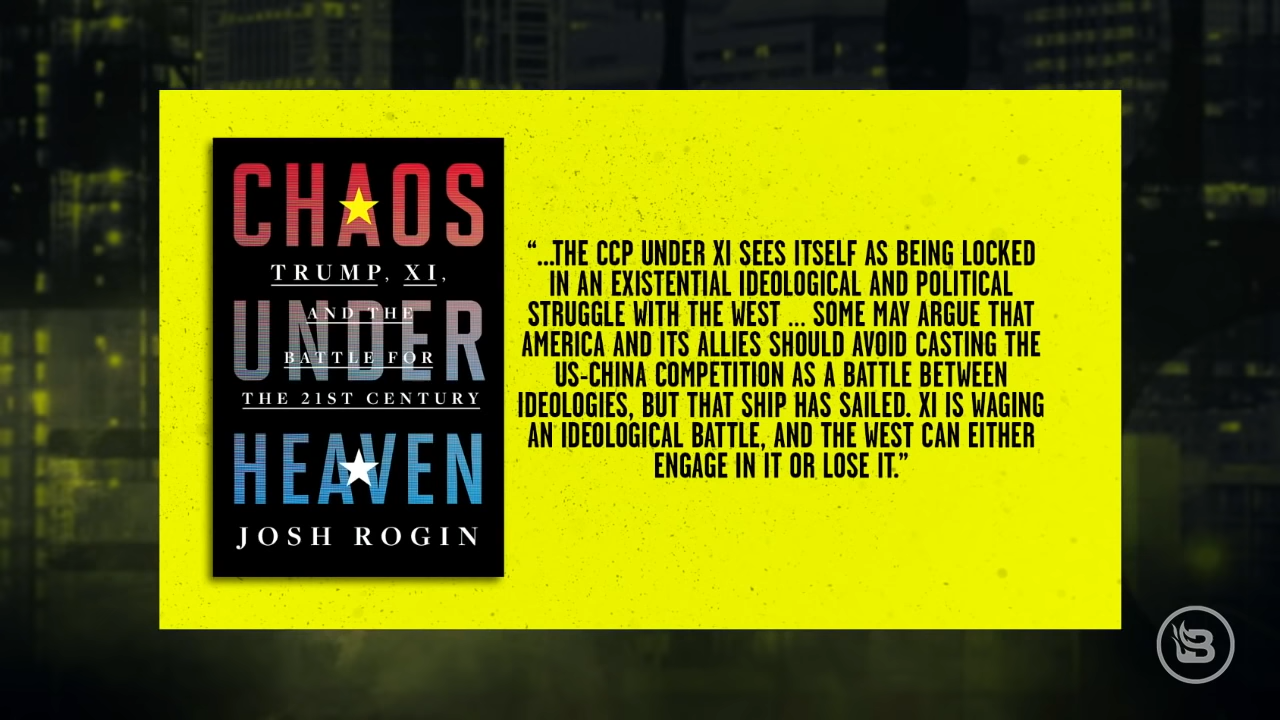 CHAOS
TRUMP, XI,
AND THE
UNDER
BATTLE FOR
THE 21ST CENTURY
HEAVEN
JOSH ROGIN
“...THE CCP UNDER XI SEES ITSELF AS BEING LOCKED
IN AN EXISTENTIAL IDEOLOGICAL AND POLITICAL
STRUGGLE WITH THE WEST ... SOME MAY ARGUE THAT
AMERICA AND ITS ALLIES SHOULD AVOID CASTING THE
US-CHINA COMPETITION AS A BATTLE BETWEEN
IDEOLOGIES, BUT THAT SHIP HAS SAILED. XI IS WAGING
AN IDEOLOGICAL BATTLE, AND THE WEST CAN EITHER
ENGAGE IN IT OR LOSE IT.”
B